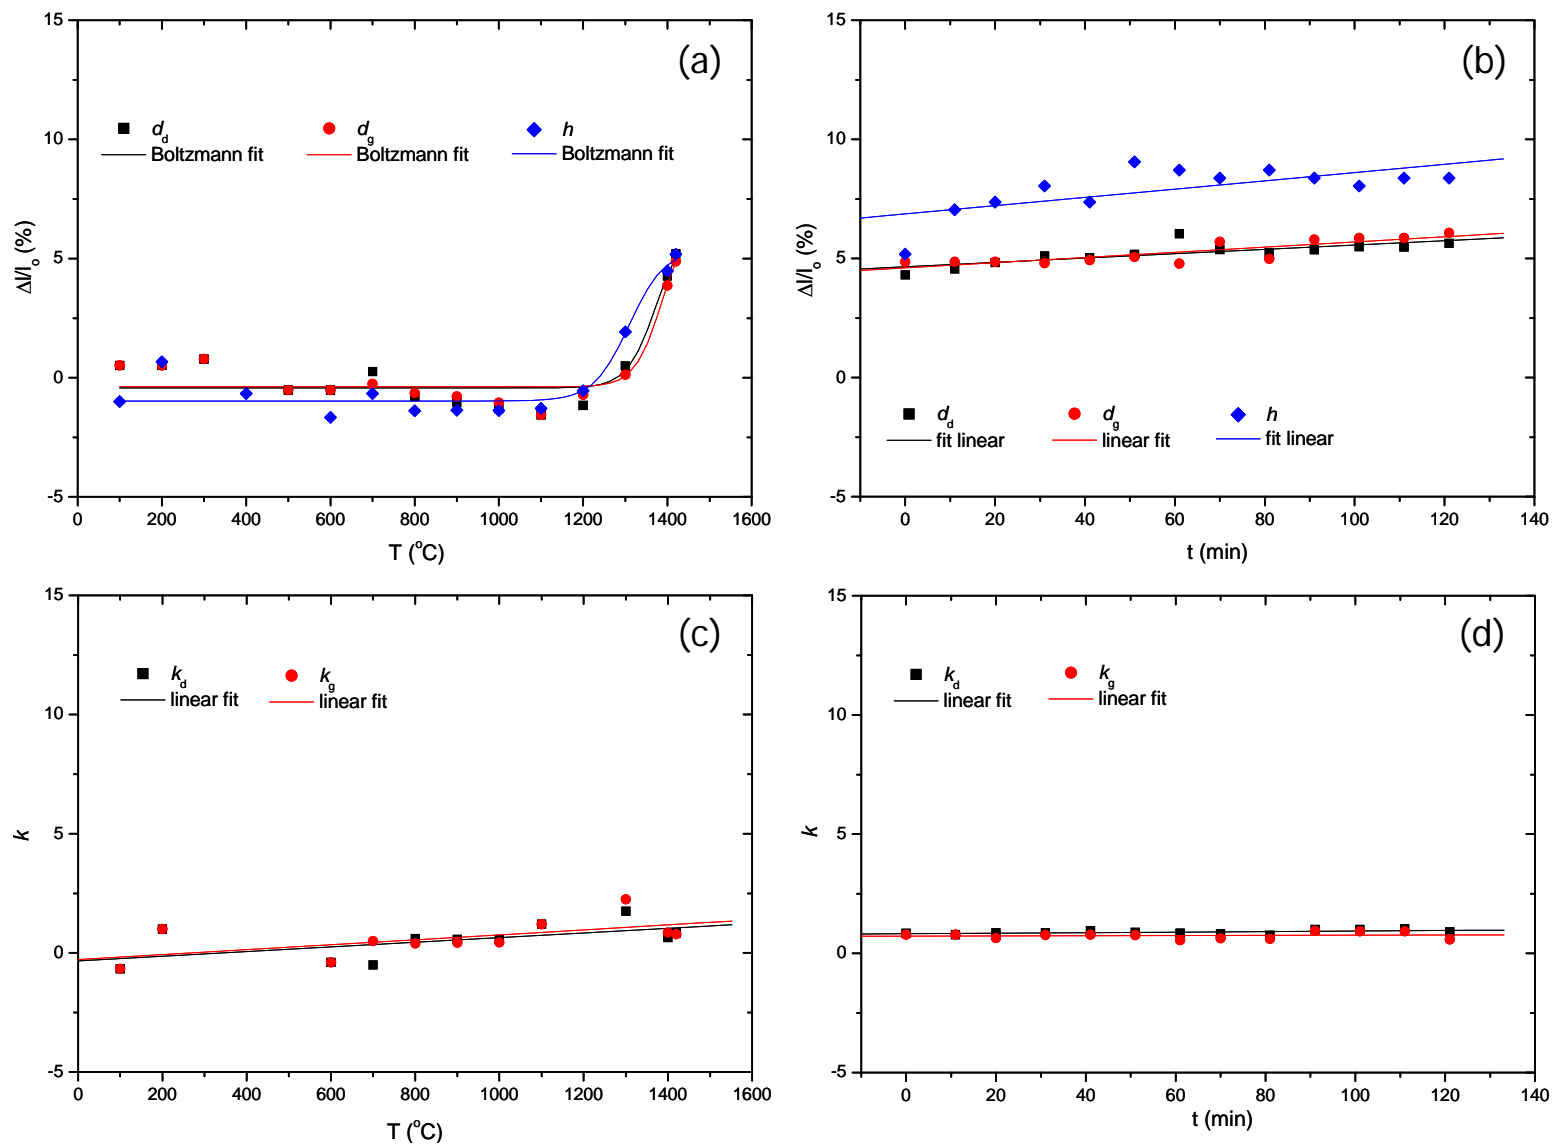 (a)
15
10
5
0
-5
ΔI/I₀ (%)
d_d d_g h
Boltzmann fit Boltzmann fit Boltzmann fit
0 200 400 600 800 1000 1200 1400 1600
T (°C)
(b)
15
10
5
0
-5
ΔI/I₀ (%)
d_d d_g h
fit linear linear fit fit linear
0 20 40 60 80 100 120 140
t (min)
(c)
15
10
5
0
-5
k
k_d k_g
linear fit linear fit
0 200 400 600 800 1000 1200 1400 1600
T (°C)
(d)
15
10
5
0
-5
k
k_d k_g
linear fit linear fit
0 20 40 60 80 100 120 140
t (min)